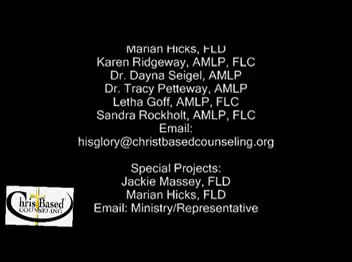 Marian Hicks, FLD
Karen Ridgeway, AMLP, FLC
Dr. Dayna Seigel, AMLP
Dr. Tracy Petteway, AMLP
Letha Goff, AMLP, FLC
Sandra Rockholt, AMLP, FLC
Email:
hisglory@christbasedcounseling.org
Special Projects:
Jackie Massey, FLD
Marian Hicks, FLD
Email: Ministry/Representative
Christ Based
COUNSELING